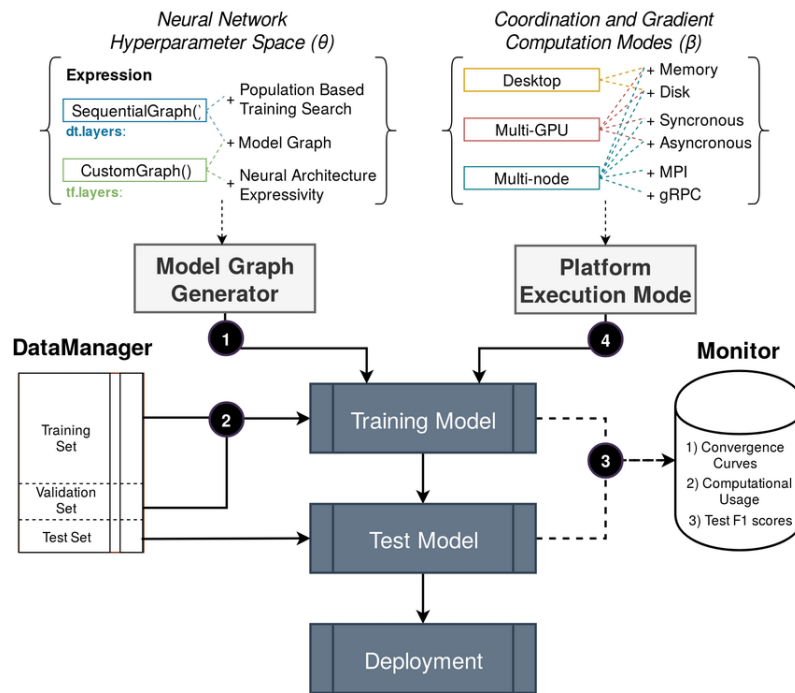 Neural Network
Hyperparameter Space (θ)
Expression
SequentialGraph()
dt.layers:
CustomGraph()
tf.layers:
+ Population Based
Training Search
+ Model Graph
+ Neural Architecture
Expressivity
Coordination and Gradient
Computation Modes (β)
Desktop
Multi-GPU
Multi-node
+ Memory
+ Disk
+ Syncronous
+ Asyncronous
+ MPI
+ gRPC
Model Graph
Generator
Platform
Execution Mode
1
4
DataManager
Training
Set
Validation
Set
Test Set
2
Training Model
Test Model
Deployment
3
Monitor
1) Convergence
Curves
2) Computational
Usage
3) Test F1 scores